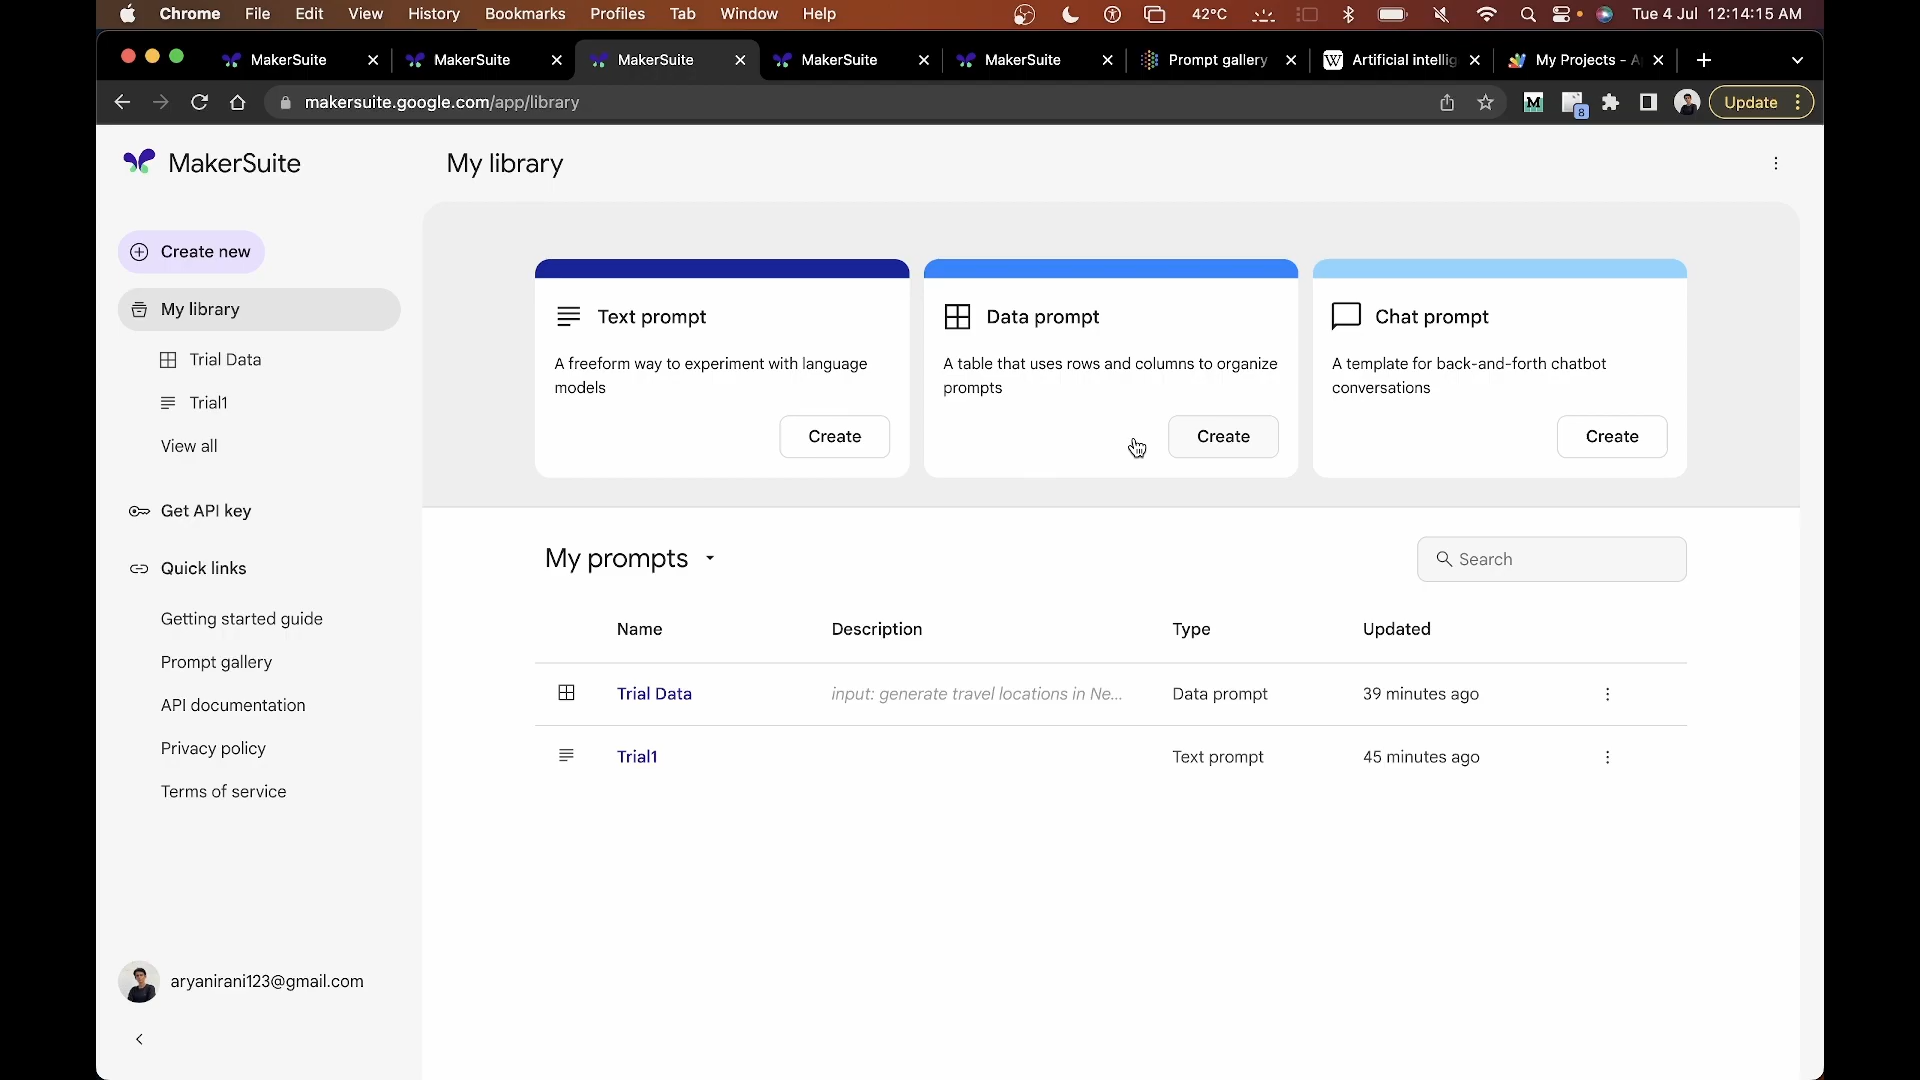 Chrome File Edit View History Bookmarks Profiles Tab Window Help 42°C Tue 4 Jul 12:14:15 AM
MakerSuite MakerSuite MakerSuite MakerSuite MakerSuite Prompt gallery Artificial intellig My Projects - A
makersuite.google.com/app/library M 8 Update
MakerSuite
My library
Create new
My library
Trial Data
Trial1
View all
Get API key
Quick links
Getting started guide
Prompt gallery
API documentation
Privacy policy
Terms of service
aryanirani123@gmail.com
Text prompt
A freeform way to experiment with language
models
Create
Data prompt
A table that uses rows and columns to organize
prompts
Create
Chat prompt
A template for back-and-forth chatbot
conversations
Create
My prompts
Search
Name Description Type Updated
Trial Data input: generate travel locations in Ne... Data prompt 39 minutes ago
Trial1 Text prompt 45 minutes ago